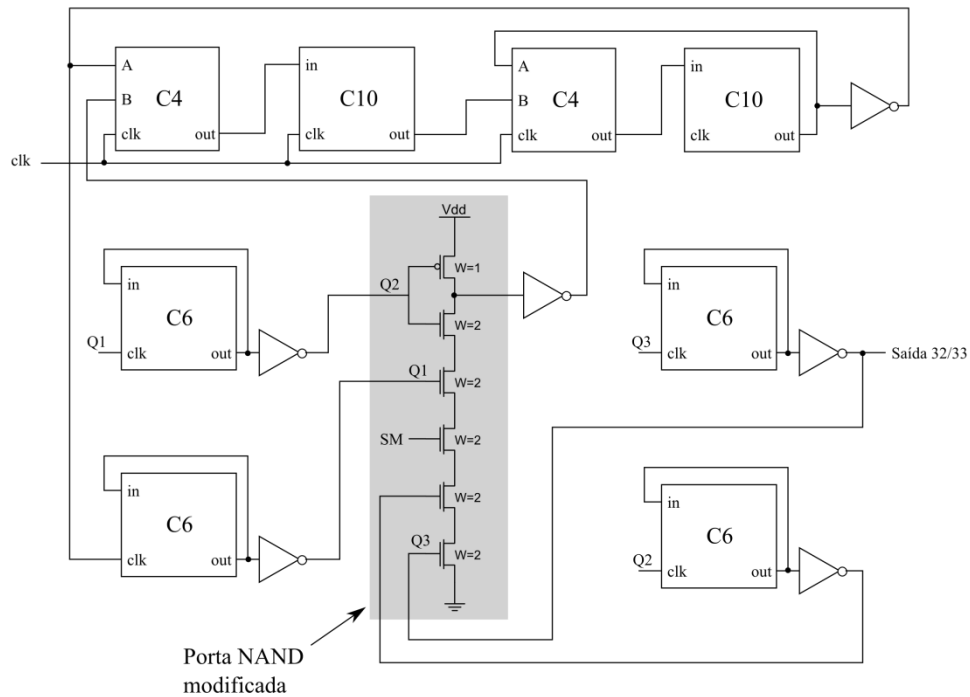 A
B
clk
C4
out
in
clk
C10
out
A
B
clk
C4
out
in
clk
C10
out
clk
Vdd
W=1
Q2
W=2
Q1
W=2
SM
W=2
W=2
Q3
W=2
in
C6
Q1
clk
out
in
C6
clk
out
in
C6
Q3
clk
out
Saída 32/33
in
C6
Q2
clk
out
Porta NAND
modificada